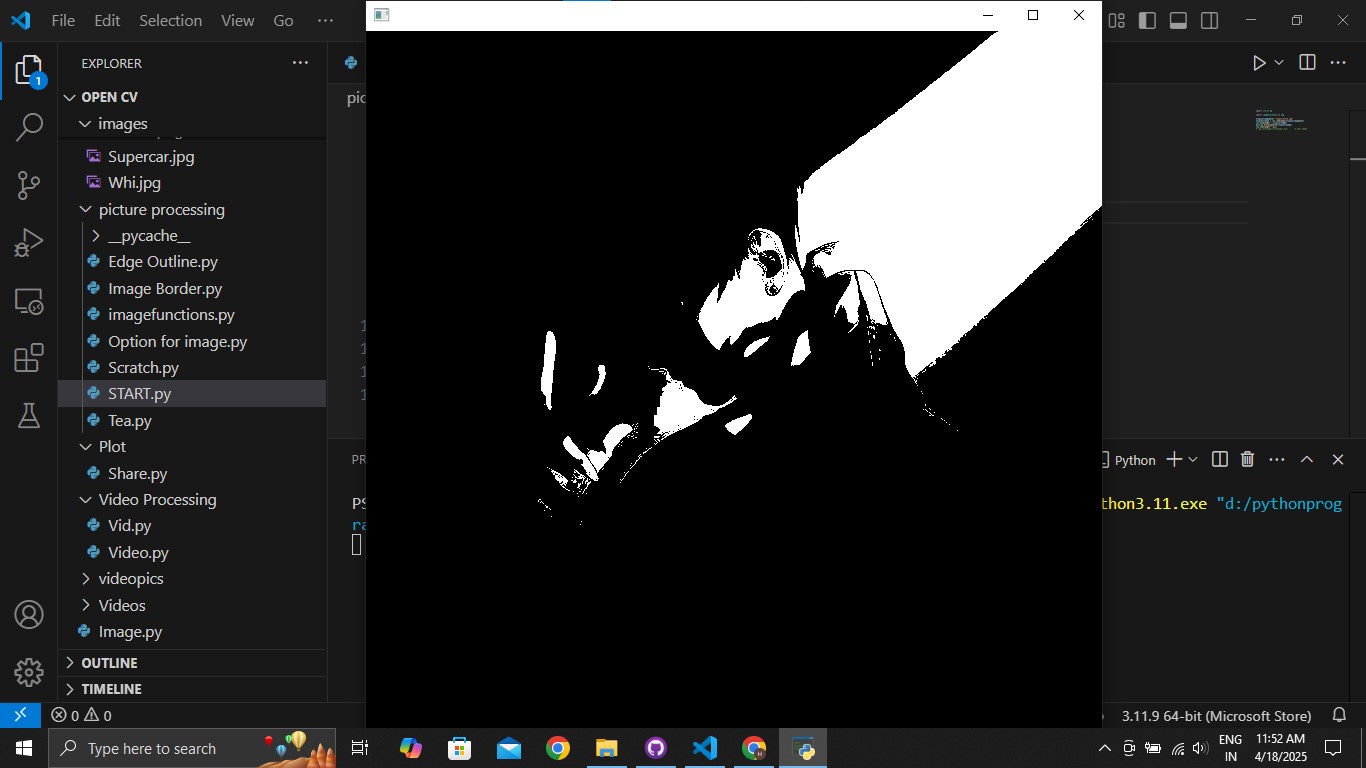 File Edit Selection View Go ···
EXPLORER
1
OPEN CV
images
Supercar.jpg
Whi.jpg
picture processing
__pycache__
Edge Outline.py
Image Border.py
imagefunctions.py
Option for image.py
Scratch.py
START.py
Tea.py
Plot
Share.py
Video Processing
Vid.py
Video.py
videopics
Videos
Image.py
OUTLINE
TIMELINE
pic
1
1
1
1
PR
Python
PS
thon3.11.exe "d:/pythonprog
ra
0 0
3.11.9 64-bit (Microsoft Store)
Type here to search
ENG
IN
11:52 AM
4/18/2025